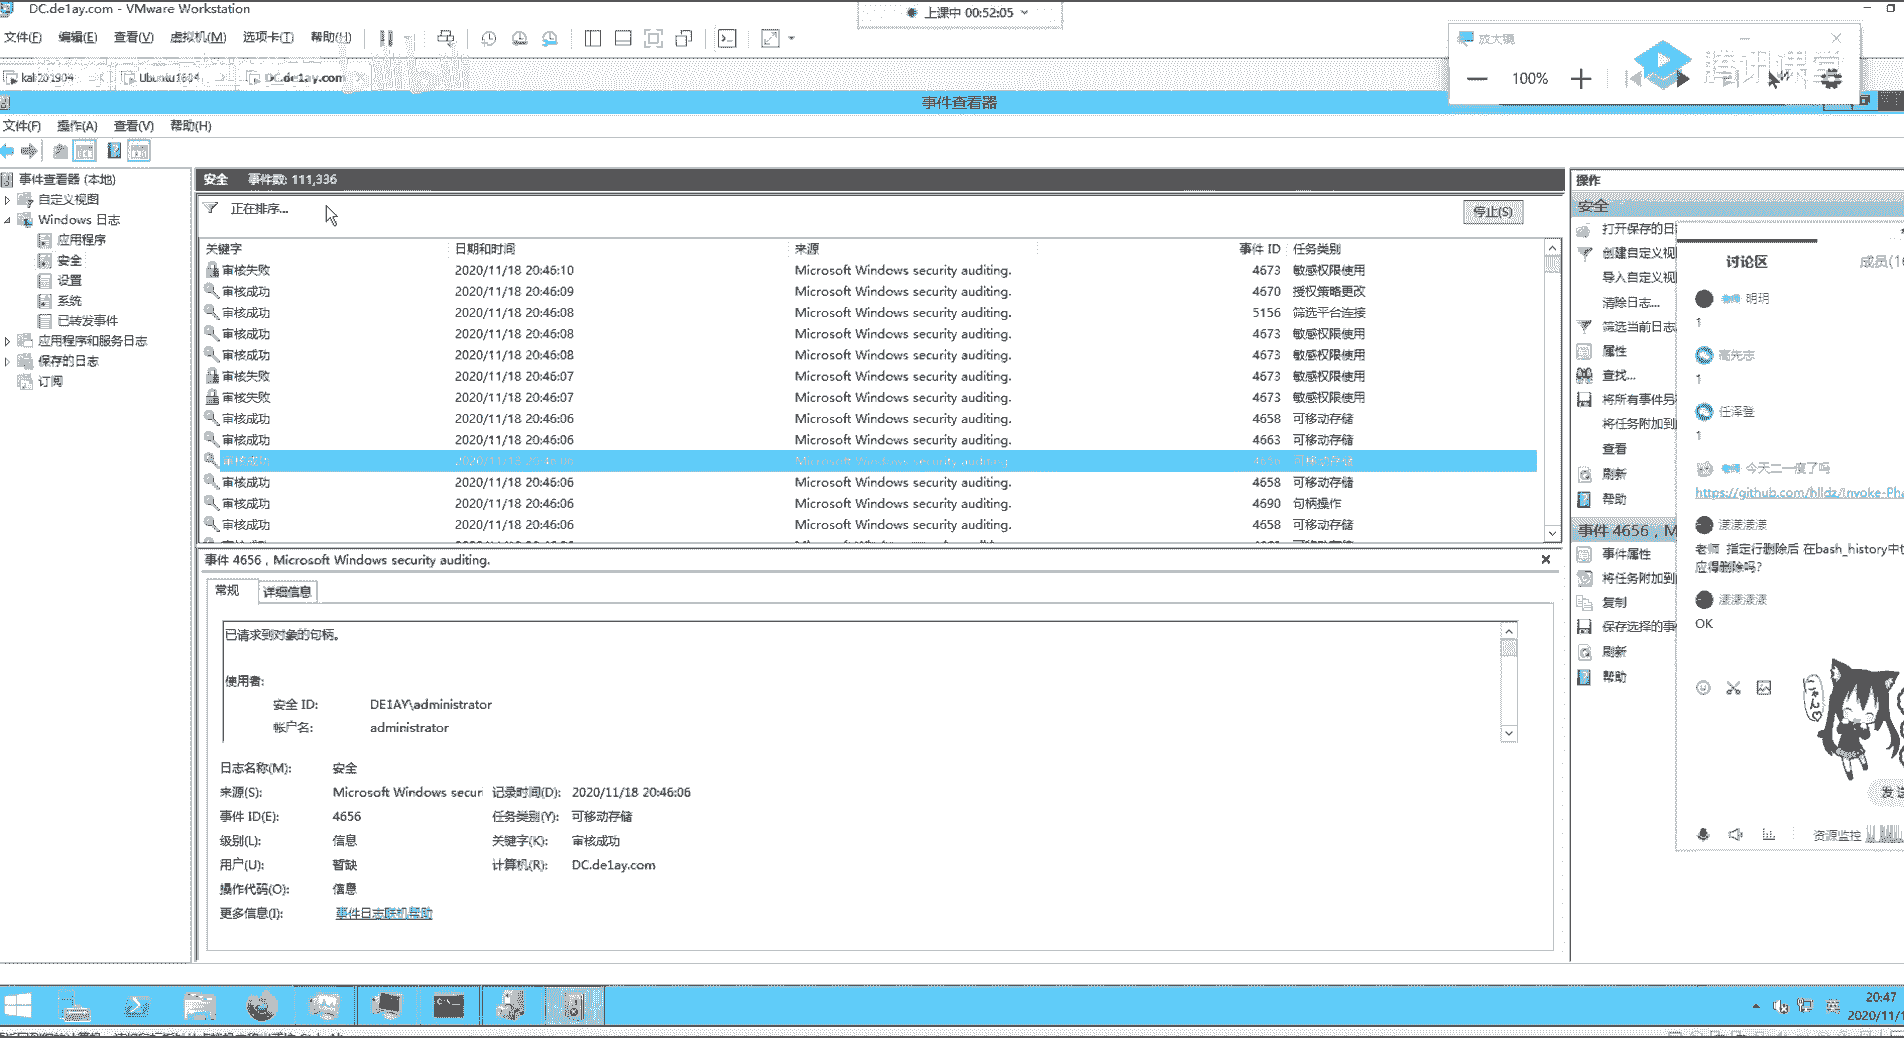 DC.de1ay.com - VMware Workstation
上课中 00:52:05
文件(F) 编辑(E) 查看(V) 虚拟机(M) 选项卡(T) 帮助(H)
放大镜
100%
腾讯课堂
kali201904 Ubuntu1604 DC.de1ay.com
事件查看器
文件(F) 操作(A) 查看(V) 帮助(H)
事件查看器 (本地)
自定义视图
Windows 日志
应用程序
安全
设置
系统
已转发事件
应用程序和服务日志
保存的日志
订阅
安全 事件数: 111,336
正在排序...
停止(S)
关键字 日期和时间 来源 事件 ID 任务类别
审核失败 2020/11/18 20:46:10 Microsoft Windows security auditing. 4673 敏感权限使用
审核成功 2020/11/18 20:46:09 Microsoft Windows security auditing. 4670 授权策略更改
审核成功 2020/11/18 20:46:08 Microsoft Windows security auditing. 5156 筛选平台连接
审核成功 2020/11/18 20:46:08 Microsoft Windows security auditing. 4673 敏感权限使用
审核成功 2020/11/18 20:46:08 Microsoft Windows security auditing. 4673 敏感权限使用
审核失败 2020/11/18 20:46:07 Microsoft Windows security auditing. 4673 敏感权限使用
审核失败 2020/11/18 20:46:07 Microsoft Windows security auditing. 4673 敏感权限使用
审核成功 2020/11/18 20:46:06 Microsoft Windows security auditing. 4658 可移动存储
审核成功 2020/11/18 20:46:06 Microsoft Windows security auditing. 4663 可移动存储
审核成功 2020/11/18 20:46:06 Microsoft Windows security auditing. 4656 可移动存储
审核成功 2020/11/18 20:46:06 Microsoft Windows security auditing. 4658 可移动存储
审核成功 2020/11/18 20:46:06 Microsoft Windows security auditing. 4690 句柄操作
审核成功 2020/11/18 20:46:06 Microsoft Windows security auditing. 4658 可移动存储
事件 4656，Microsoft Windows security auditing.
常规 详细信息
已请求到对象的句柄。
使用者:
安全 ID: DE1AY\administrator
帐户名: administrator
日志名称(M): 安全
来源(S): Microsoft Windows securi 记录时间(D): 2020/11/18 20:46:06
事件 ID(E): 4656 任务类别(Y): 可移动存储
级别(L): 信息 关键字(K): 审核成功
用户(U): 暂缺 计算机(R): DC.de1ay.com
操作代码(O): 信息
更多信息(I): 事件日志联机帮助
操作
安全
打开保存的日
创建自定义视
导入自定义视
清除日志...
筛选当前日志
属性
查找...
将所有事件另
将任务附加到
查看
刷新
帮助
事件 4656，M
事件属性
将任务附加到
复制
保存选择的事
刷新
帮助
讨论区 成员(1
明玥
1
高先志
1
任泽登
1
今天二一度了吗
https://github.com/hlldz/Invoke-Pha
漾漾漾漾
老师 指定行删除后 在bash_history中
应得删除吗?
漾漾漾漾
OK
发送
资源监控
20:47
2020/11/1